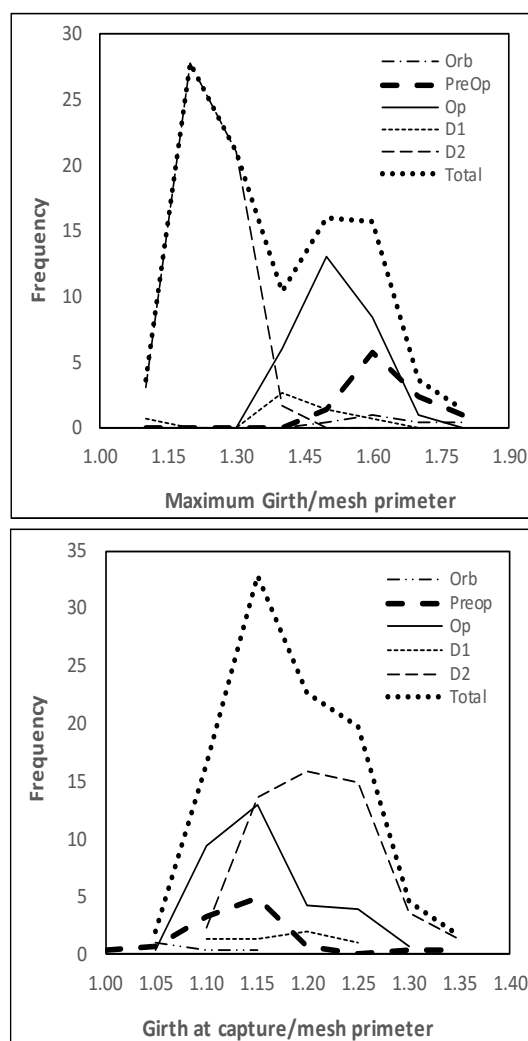 30
25
20
15
10
5
0
Frequency
Orb
PreOp
Op
D1
D2
Total
1.00 1.15 1.30 1.45 1.60 1.75 1.90
Maximum Girth/mesh primeter
35
30
25
20
15
10
5
0
Frequency
Orb
Preop
Op
D1
D2
Total
1.00 1.05 1.10 1.15 1.20 1.25 1.30 1.35 1.40
Girth at capture/mesh primeter